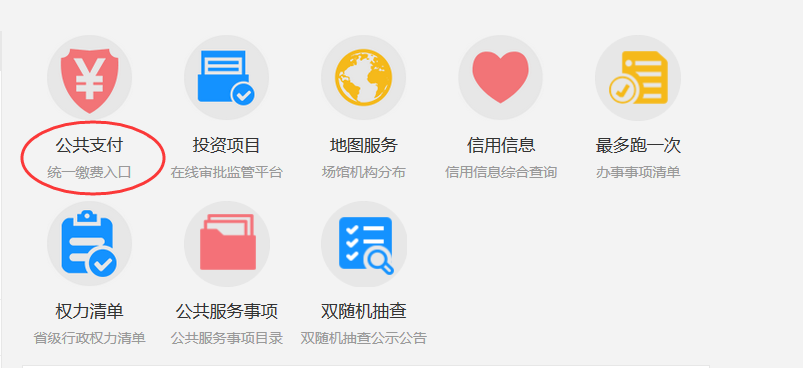 公共支付 投资项目 地图服务 信用信息 最多跑一次
统一缴费入口 在线审批监管平台 场馆机构分布 信用信息综合查询 办事事项清单
权力清单 公共服务事项 双随机抽查
省级行政权力清单 公共服务事项目录 双随机抽查公示公告